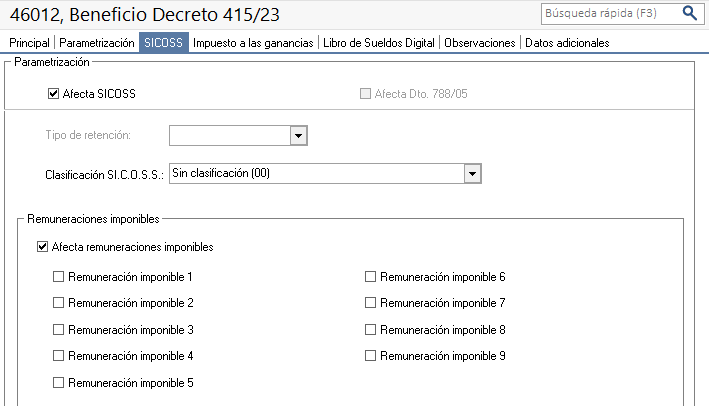 46012, Beneficio Decreto 415/23
Búsqueda rápida (F3)
Principal Parametrización SICOSS Impuesto a las ganancias Libro de Sueldos Digital Observaciones Datos adicionales
Parametrización
Afecta SICOSS Afecta Dto. 788/05
Tipo de retención:
Clasificación SI.C.O.S.S.: Sin clasificación (00)
Remuneraciones imponibles
Afecta remuneraciones imponibles
Remuneración imponible 1 Remuneración imponible 6
Remuneración imponible 2 Remuneración imponible 7
Remuneración imponible 3 Remuneración imponible 8
Remuneración imponible 4 Remuneración imponible 9
Remuneración imponible 5